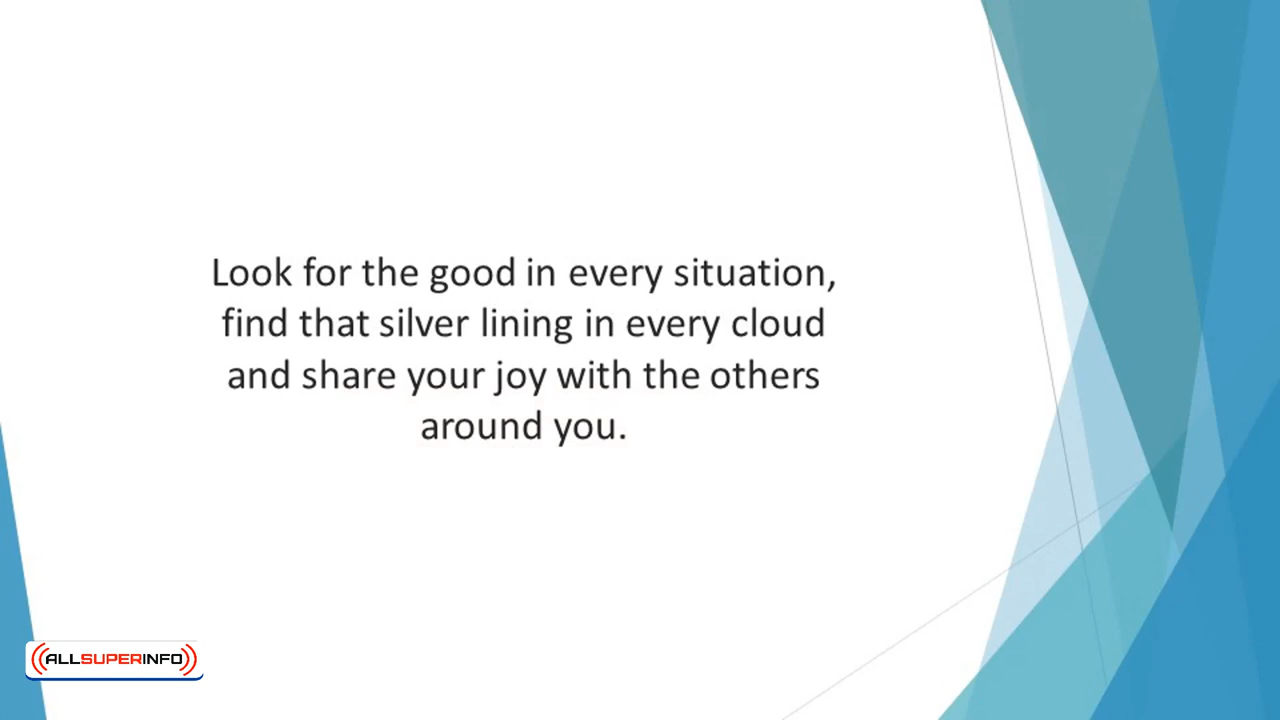 Look for the good in every situation,
find that silver lining in every cloud
and share your joy with the others
around you.
ALLSUPERINFO